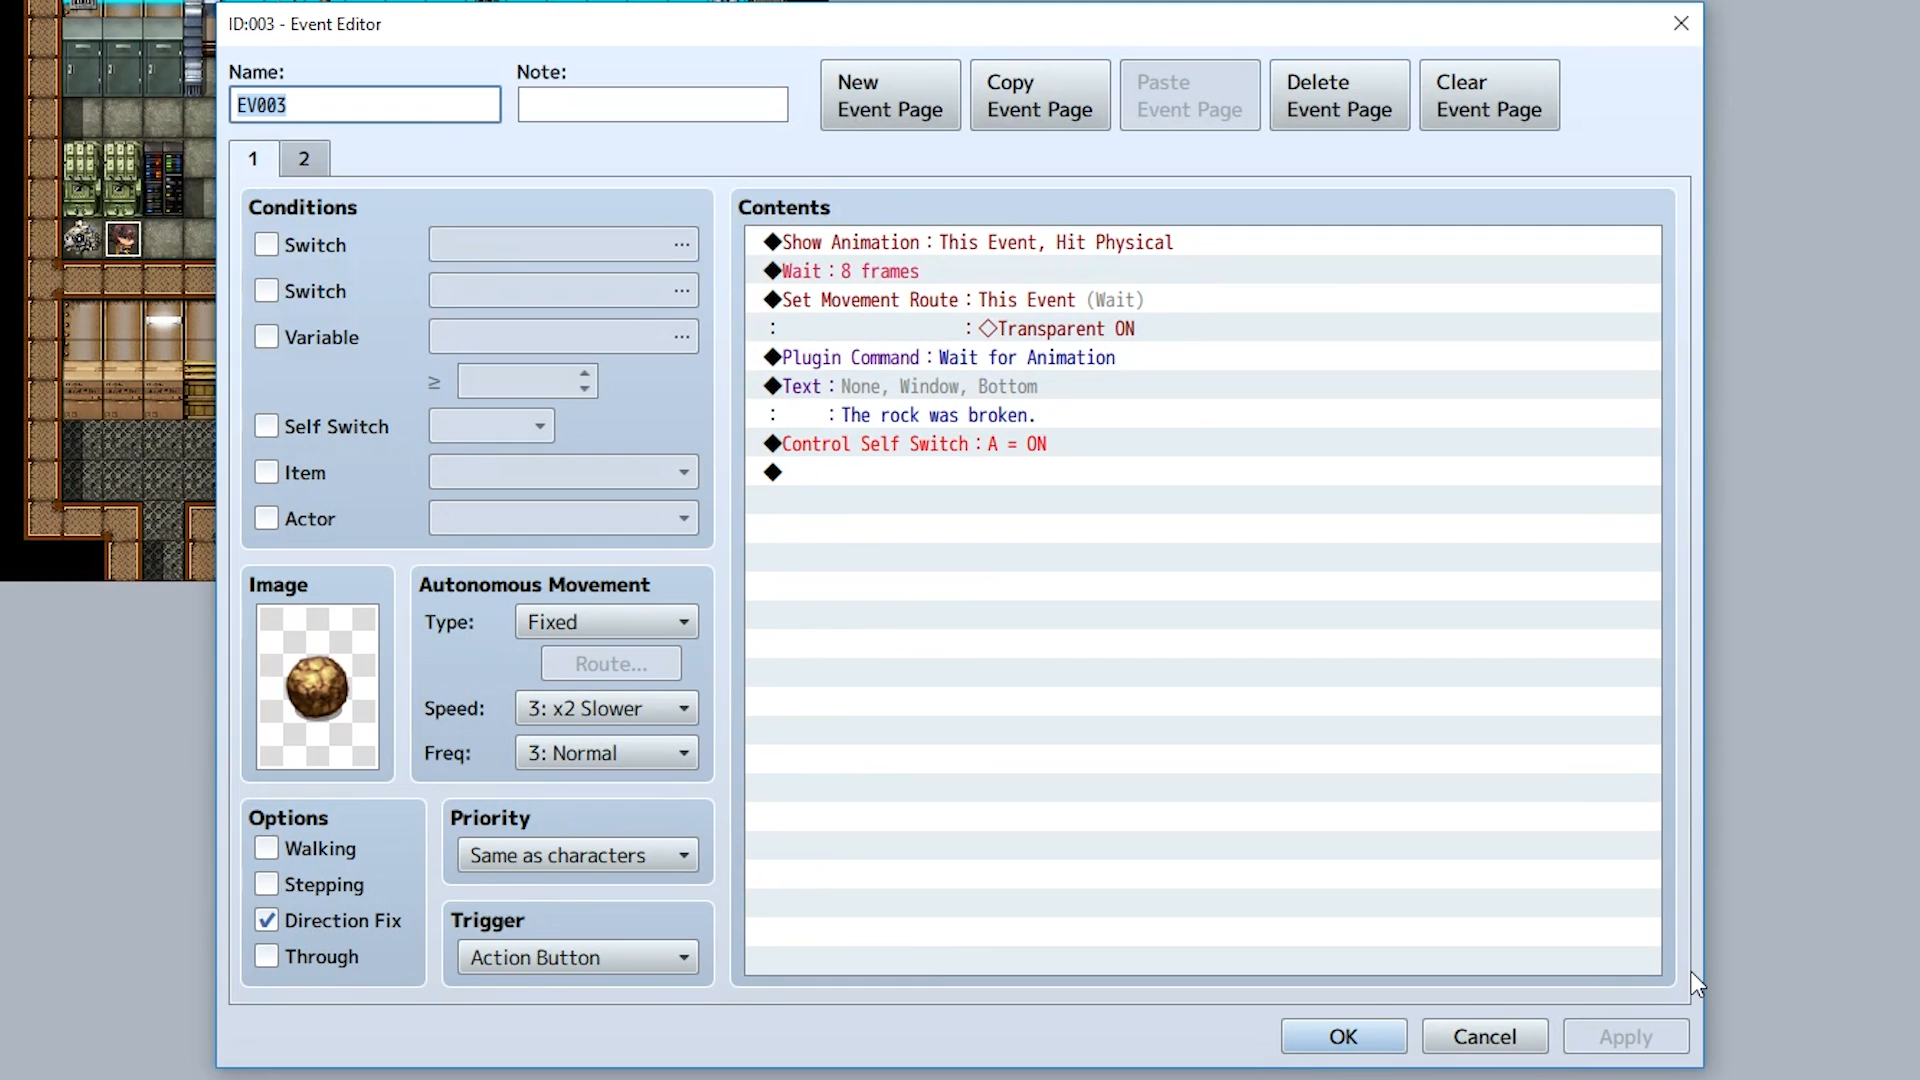 ID:003 - Event Editor
Name:
Note:
EV003
New
Event Page
Copy
Event Page
Paste
Event Page
Delete
Event Page
Clear
Event Page
1
2
Conditions
Switch
...
Switch
...
Variable
...
≥
Self Switch
Item
Actor
Image
Autonomous Movement
Type:
Fixed
Route...
Speed:
3: x2 Slower
Freq:
3: Normal
Options
Walking
Stepping
Direction Fix
Through
Priority
Same as characters
Trigger
Action Button
Contents
◆Show Animation：This Event, Hit Physical
◆Wait：8 frames
◆Set Movement Route：This Event (Wait)
：　　　　　　　　　：◇Transparent ON
◆Plugin Command：Wait for Animation
◆Text：None, Window, Bottom
：　　：The rock was broken.
◆Control Self Switch：A = ON
◆
OK
Cancel
Apply